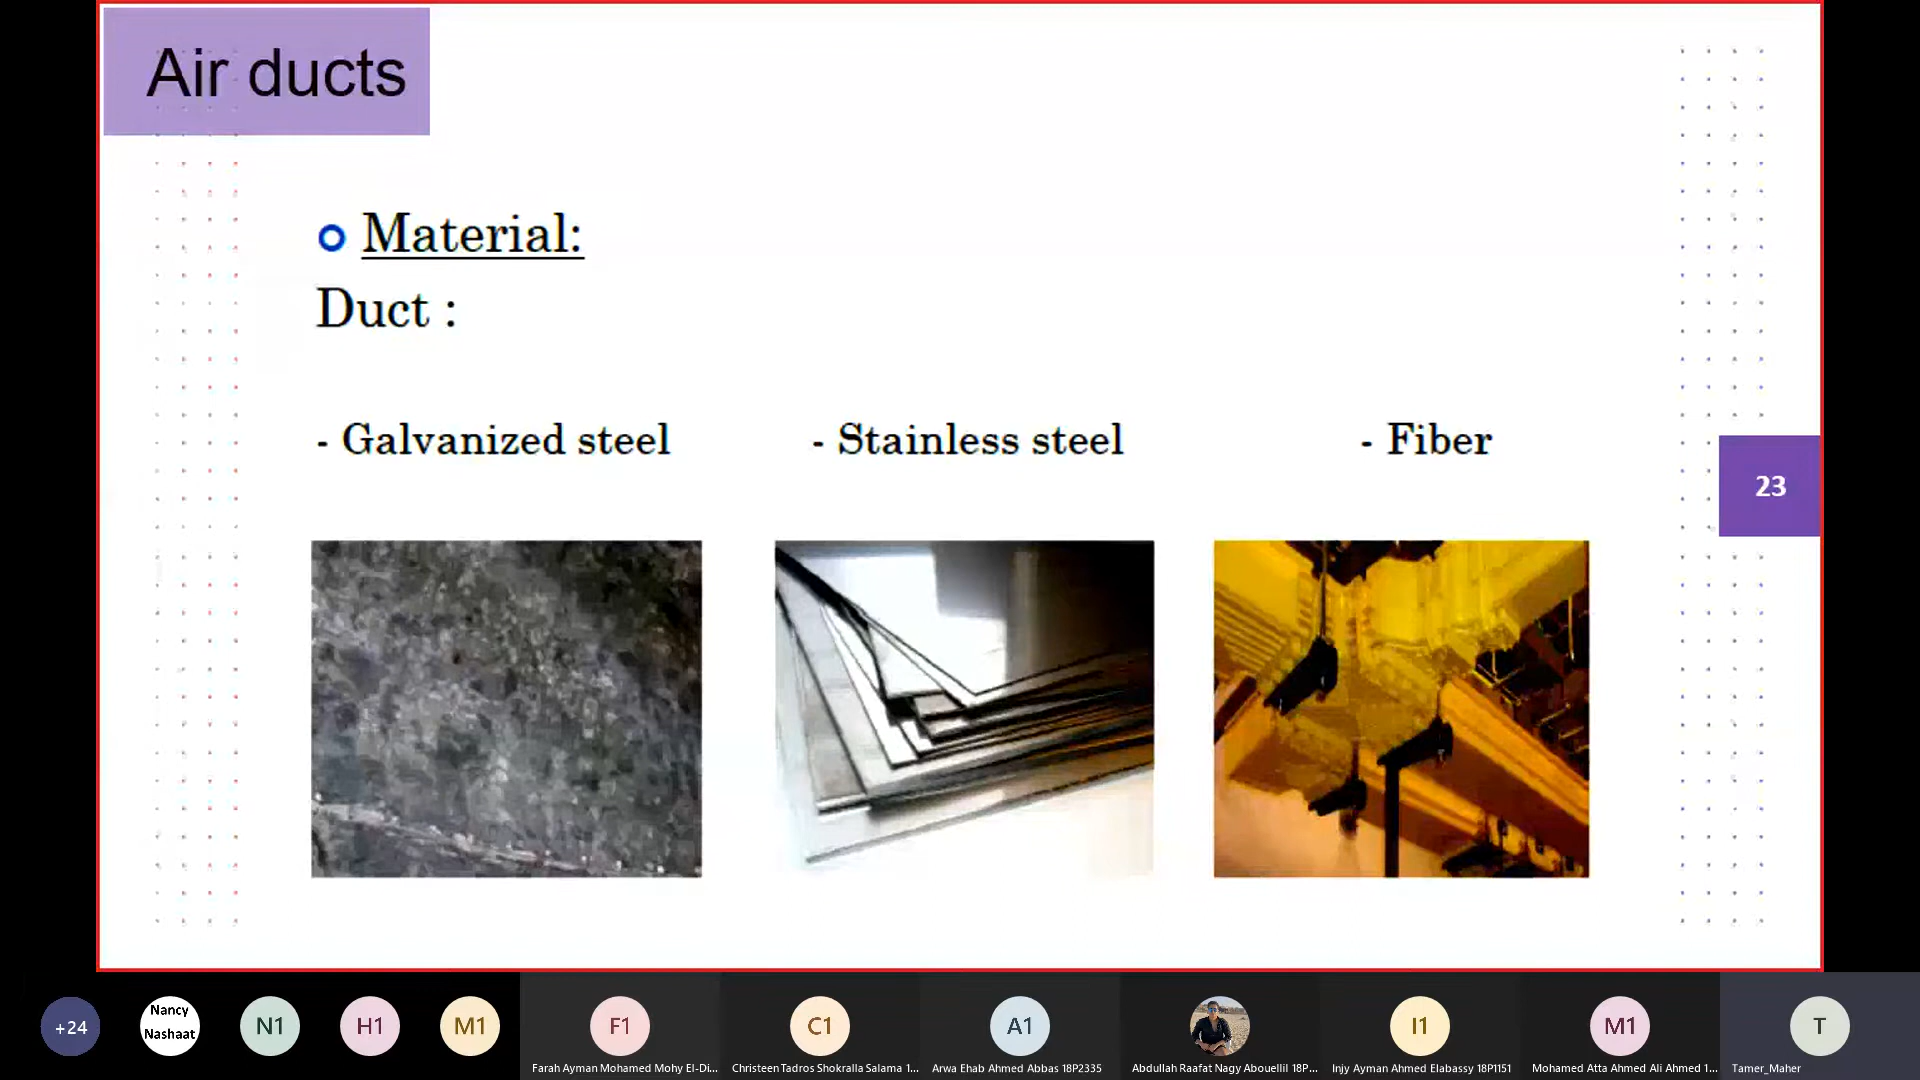 Air ducts
Material:
Duct :
- Galvanized steel
- Stainless steel
- Fiber
23
+24
Nancy
Nashaat
N1
H1
M1
F1
C1
A1
I1
M1
T
Farah Ayman Mohamed Mohy El-Di...
Christeen Tadros Shokralla Salama 1...
Arwa Ehab Ahmed Abbas 18P2335
Abdullah Raafat Nagy Abouellil 18P...
Injy Ayman Ahmed Elabassy 18P1151
Mohamed Atta Ahmed Ali Ahmed 1...
Tamer_Maher